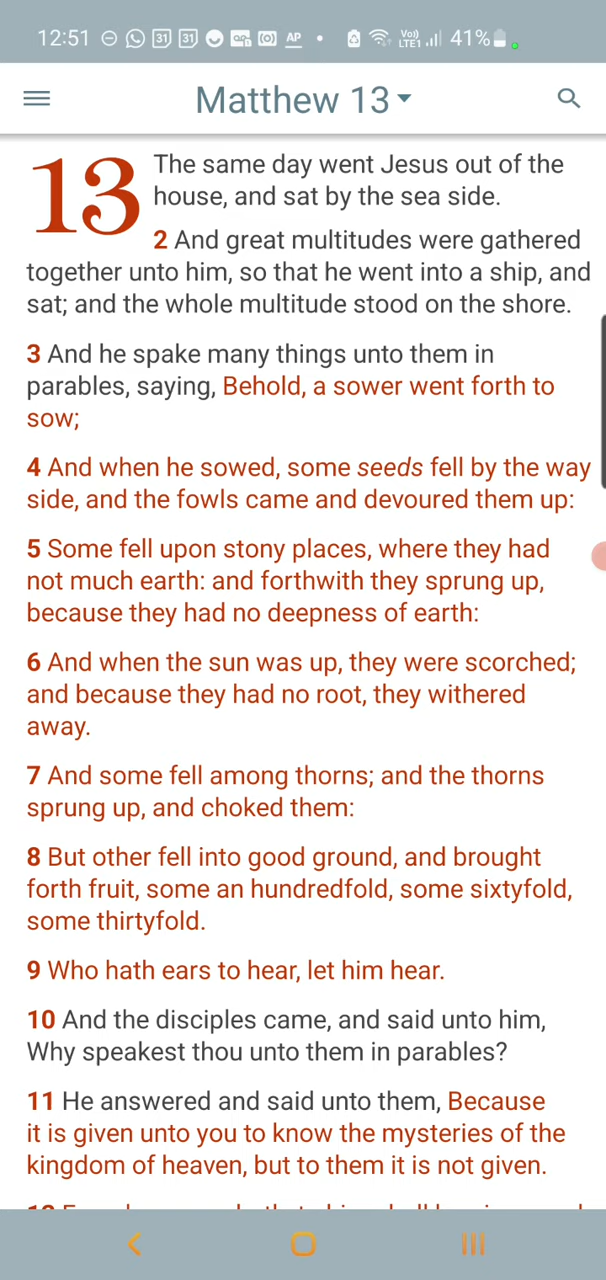 12:51 31 31 AP Vo)) LTE1 41%
Matthew 13
13 The same day went Jesus out of the
house, and sat by the sea side.
2 And great multitudes were gathered
together unto him, so that he went into a ship, and
sat; and the whole multitude stood on the shore.
3 And he spake many things unto them in
parables, saying, Behold, a sower went forth to
sow;
4 And when he sowed, some seeds fell by the way
side, and the fowls came and devoured them up:
5 Some fell upon stony places, where they had
not much earth: and forthwith they sprung up,
because they had no deepness of earth:
6 And when the sun was up, they were scorched;
and because they had no root, they withered
away.
7 And some fell among thorns; and the thorns
sprung up, and choked them:
8 But other fell into good ground, and brought
forth fruit, some an hundredfold, some sixtyfold,
some thirtyfold.
9 Who hath ears to hear, let him hear.
10 And the disciples came, and said unto him,
Why speakest thou unto them in parables?
11 He answered and said unto them, Because
it is given unto you to know the mysteries of the
kingdom of heaven, but to them it is not given.